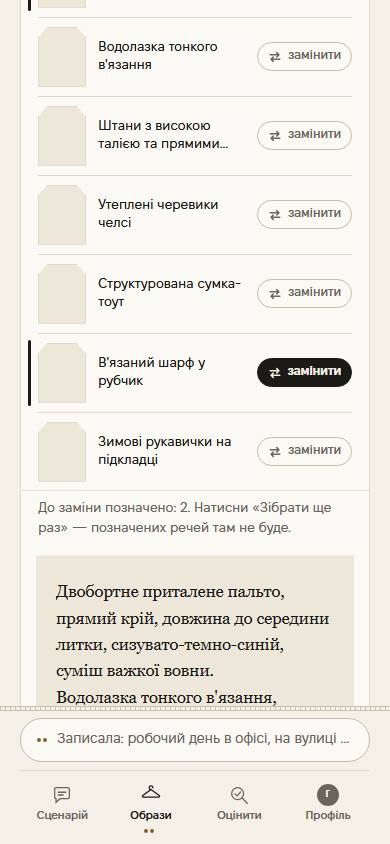 Водолазка тонкого
в'язання
замінити
Штани з високою
талією та прямими...
замінити
Утеплені черевики
челсі
замінити
Структурована сумка-
тоут
замінити
В'язаний шарф у
рубчик
замінити
Зимові рукавички на
підкладці
замінити
До заміни позначено: 2. Натисни «Зібрати ще
раз» — позначених речей там не буде.
Двобортне приталене пальто,
прямий крій, довжина до середини
литки, сизувато-темно-синій,
суміш важкої вовни.
Водолазка тонкого в'язання,
Записала: робочий день в офісі, на вулиці ...
Сценарій
Образи
Оцінити
Г
Профіль